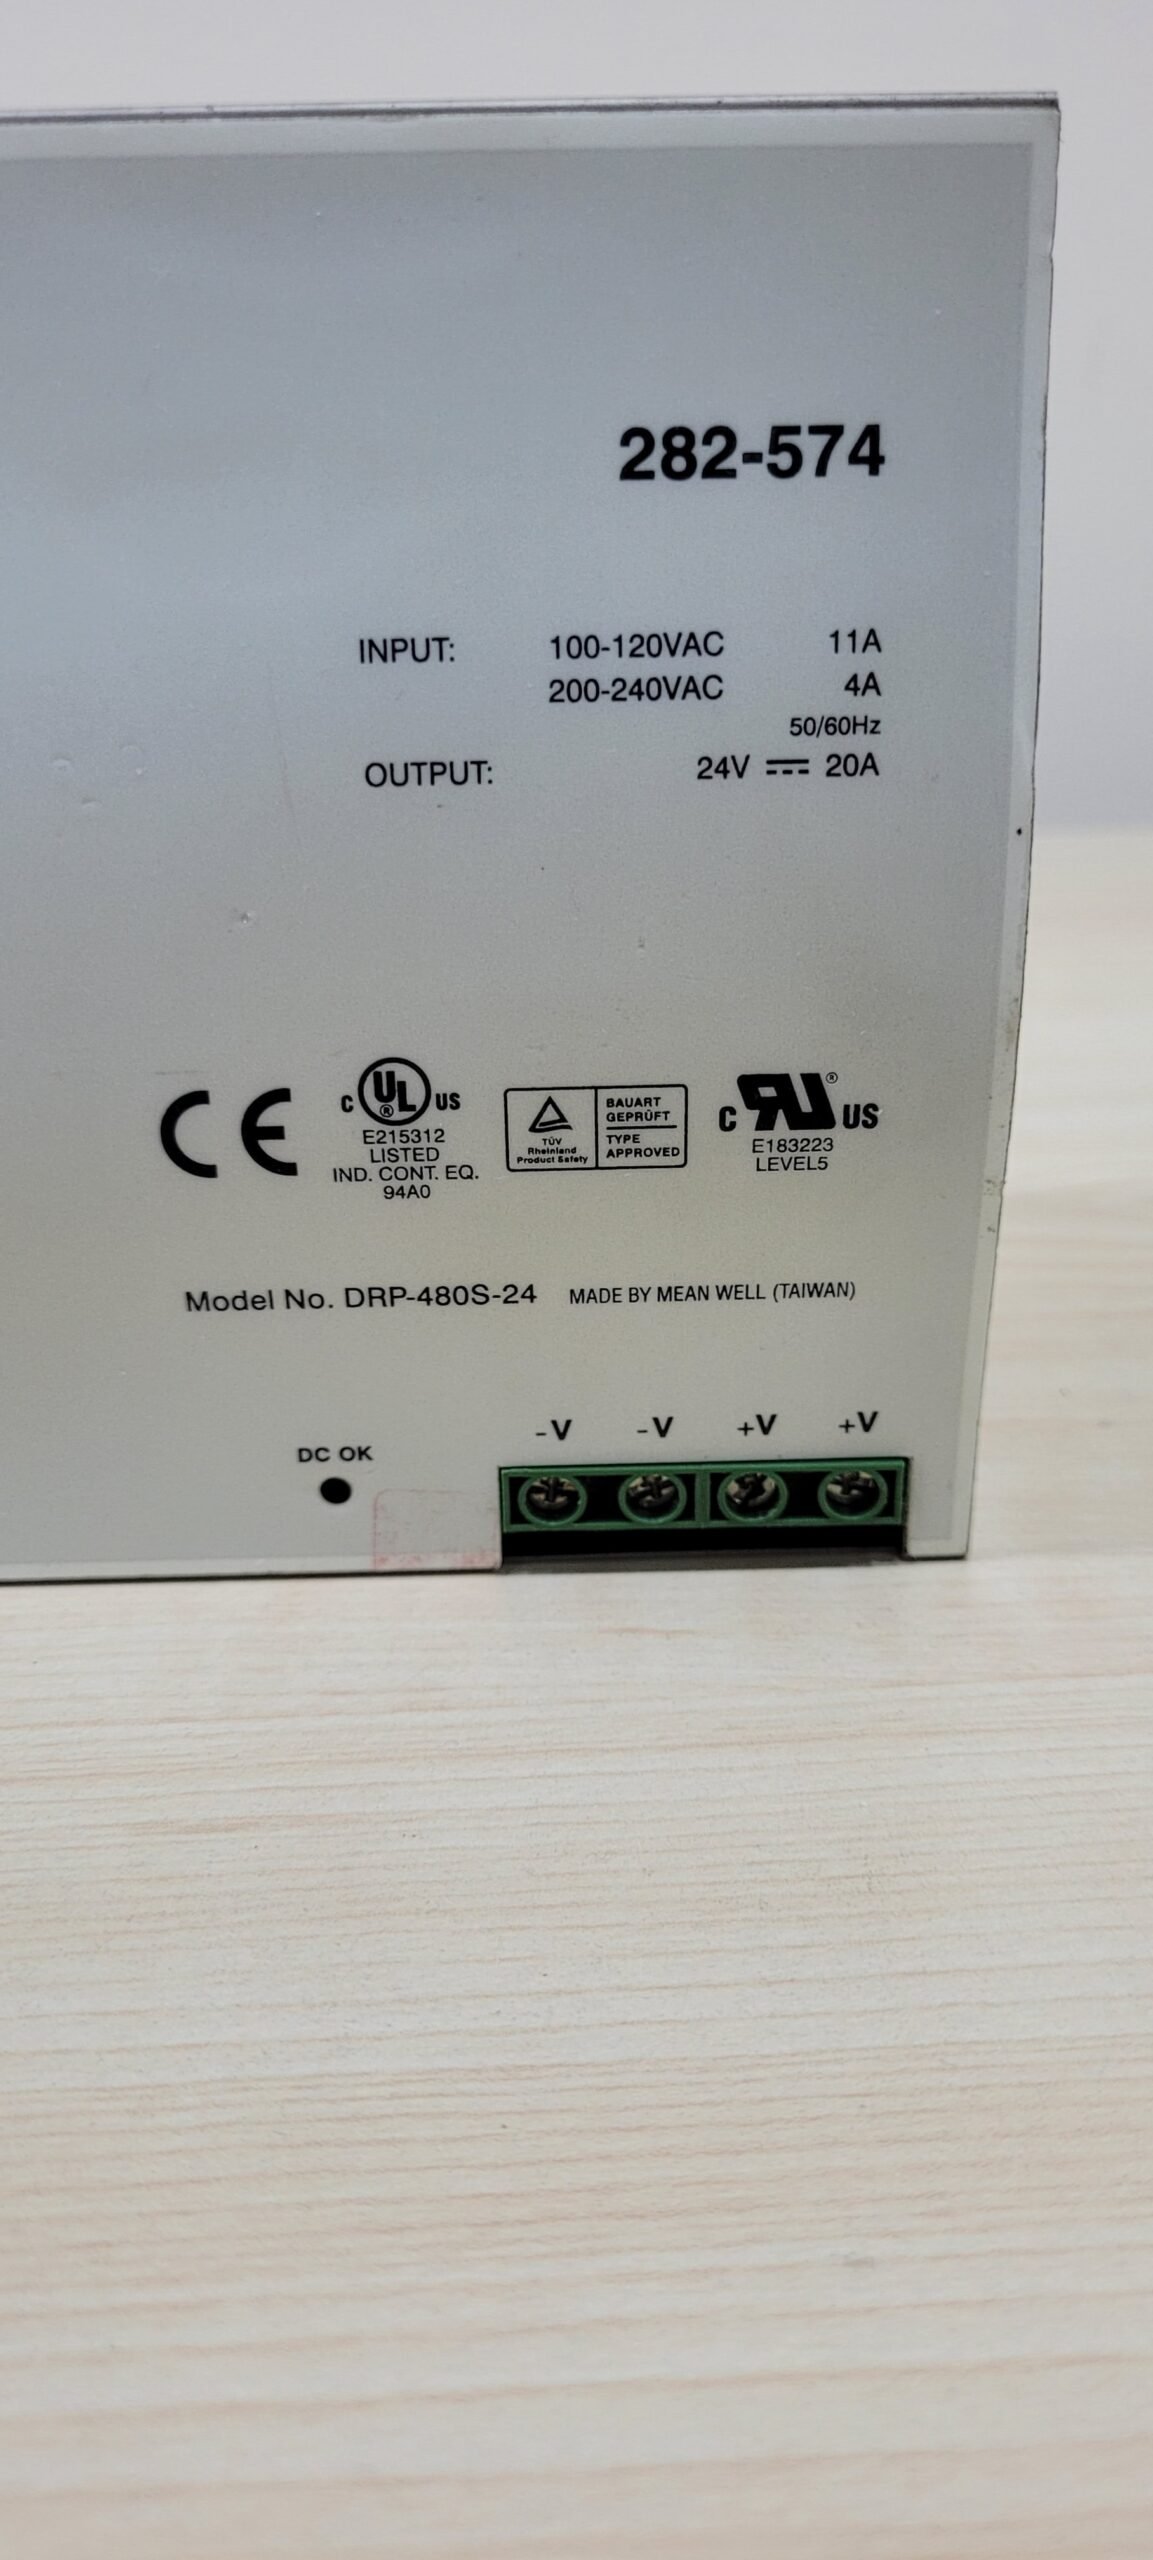 282-574
INPUT: 100-120VAC 11A
200-240VAC 4A
50/60Hz
OUTPUT: 24V 20A
CE
C UL ® US
E215312
LISTED
IND. CONT. EQ.
94A0
TÜV
Rheinland
Product Safety
BAUART
GEPRÜFT
TYPE
APPROVED
C RU ® US
E183223
LEVEL5
Model No. DRP-480S-24 MADE BY MEAN WELL (TAIWAN)
DC OK
-V -V +V +V